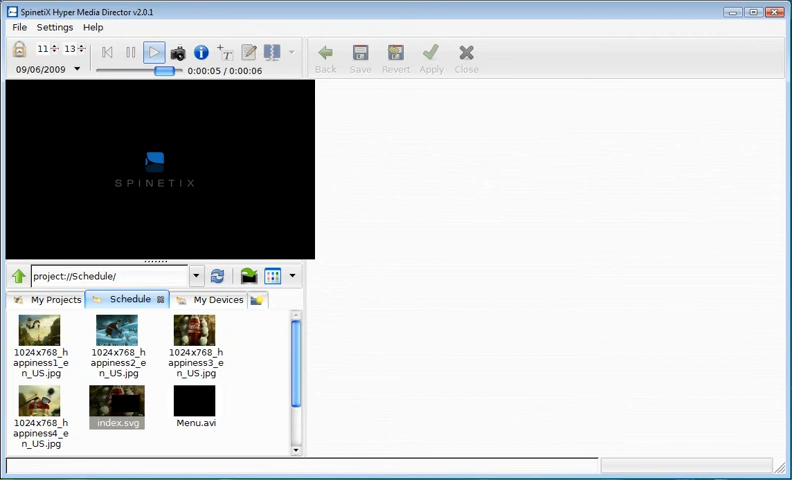 SpinetiX Hyper Media Director v2.0.1
File Settings Help
11 13
09/06/2009
0:00:05 / 0:00:06
Back Save Revert Apply Close
SPINETIX
project://Schedule/
My Projects Schedule My Devices
1024x768_h
appiness1_e
n_US.jpg
1024x768_h
appiness2_e
n_US.jpg
1024x768_h
appiness3_e
n_US.jpg
1024x768_h
appiness4_e
n_US.jpg
index.svg
Menu.avi